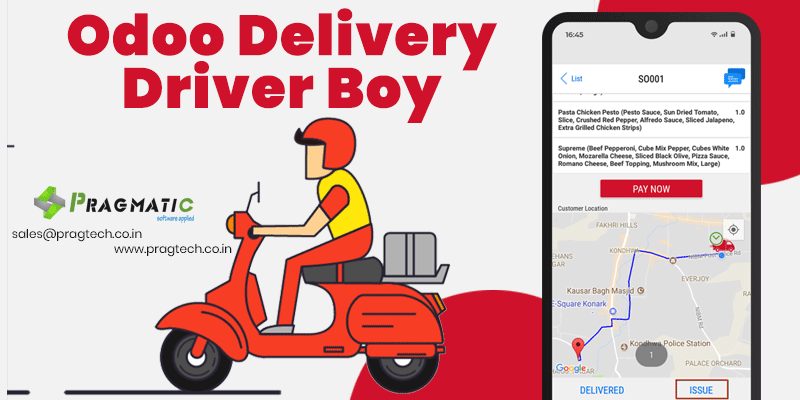 Odoo Delivery
Driver Boy
PRAGMATIC
software applied
sales@pragtech.co.in
www.pragtech.co.in
16:45
List
SO001
Pasta Chicken Pesto (Pesto Sauce, Sun Dried Tomato, 1.0
Slice, Crushed Red Pepper, Alfredo Sauce, Sliced Jalapeno,
Extra Grilled Chicken Strips)
Supreme (Beef Pepperoni, Cube Mix Pepper, Cubes White 1.0
Onion, Mozarella Cheese, Sliced Black Olive, Pizza Sauce,
Romano Cheese, Beef Topping, Mushroom Mix, Large)
PAY NOW
Customer Location
FAKHRI HILLS
KONDHWA
EVERJOY
Kausar Bagh Masjid
E-Square Konark
NIBM Rd
Kondhwa Police Station
1
PALACE ORCHARD
Google
DELIVERED
ISSUE